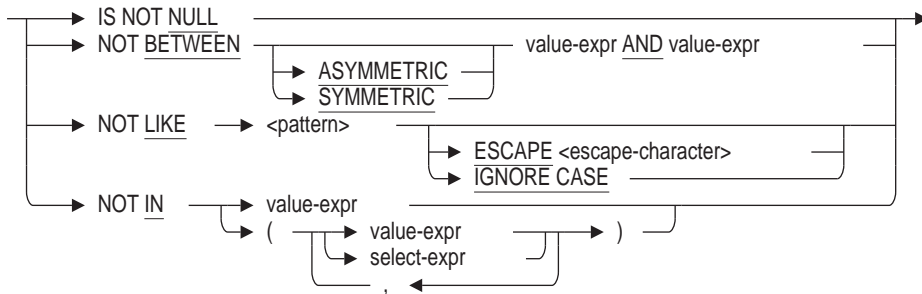 IS NOT NULL
NOT BETWEEN value-expr AND value-expr
ASYMMETRIC
SYMMETRIC
NOT LIKE <pattern>
ESCAPE <escape-character>
IGNORE CASE
NOT IN value-expr
( value-expr )
select-expr
,